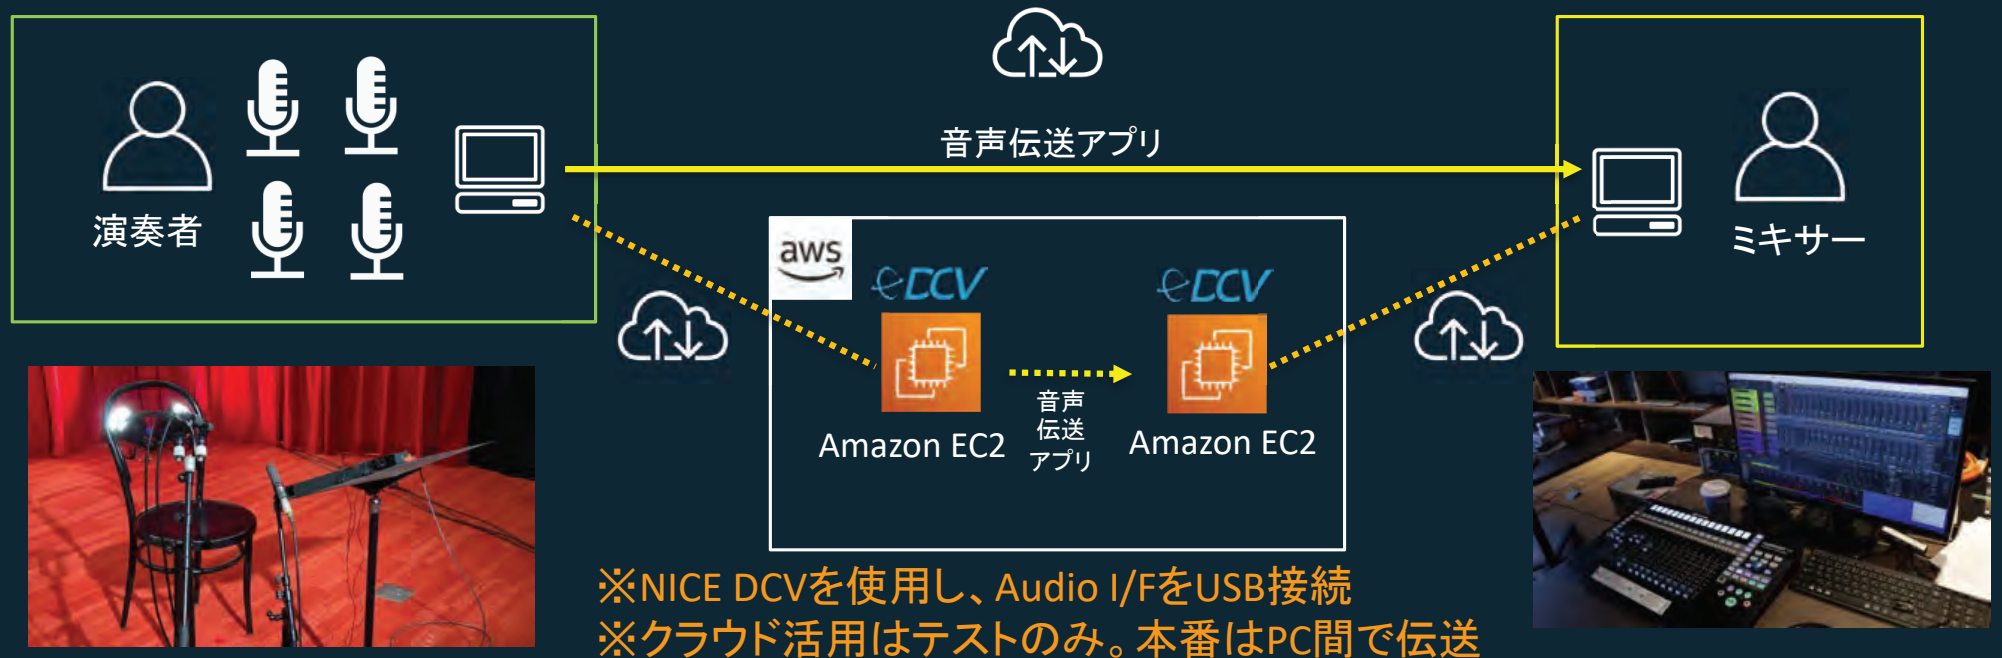 音声伝送アプリ
演奏者
ミキサー
aws
DCV
DCV
音声
伝送
アプリ
Amazon EC2
Amazon EC2
※NICE DCVを使用し、Audio I/FをUSB接続
※クラウド活用はテストのみ。本番はPC間で伝送